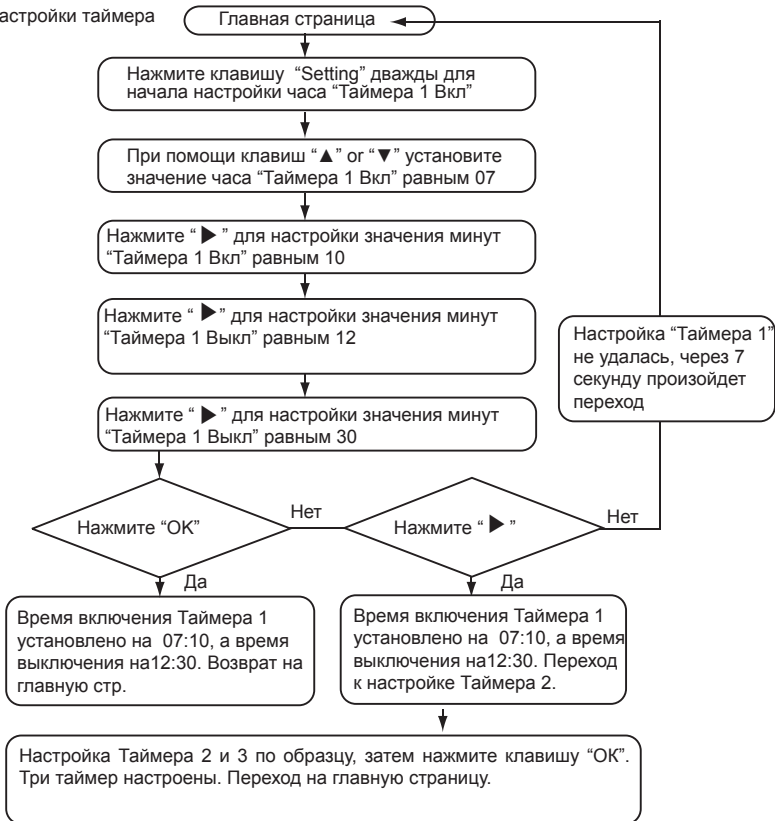 астройки таймера
Главная страница
Нажмите клавишу “Setting” дважды для
начала настройки часа “Таймера 1 Вкл”
При помощи клавиш “▲” or “▼” установите
значение часа “Таймера 1 Вкл” равным 07
Нажмите “ ▶ ” для настройки значения минут
“Таймера 1 Вкл” равным 10
Нажмите “ ▶ ” для настройки значения минут
“Таймера 1 Выкл” равным 12
Нажмите “ ▶ ” для настройки значения минут
“Таймера 1 Выкл” равным 30
Настройка “Таймера 1”
не удалась, через 7
секунду произойдет
переход
Нажмите “OK”
Нет
Нажмите “ ▶ ”
Нет
Да
Да
Время включения Таймера 1
установлено на 07:10, а время
выключения на12:30. Возврат на
главную стр.
Время включения Таймера 1
установлено на 07:10, а время
выключения на12:30. Переход
к настройке Таймера 2.
Настройка Таймера 2 и 3 по образцу, затем нажмите клавишу “ОК”.
Три таймер настроены. Переход на главную страницу.